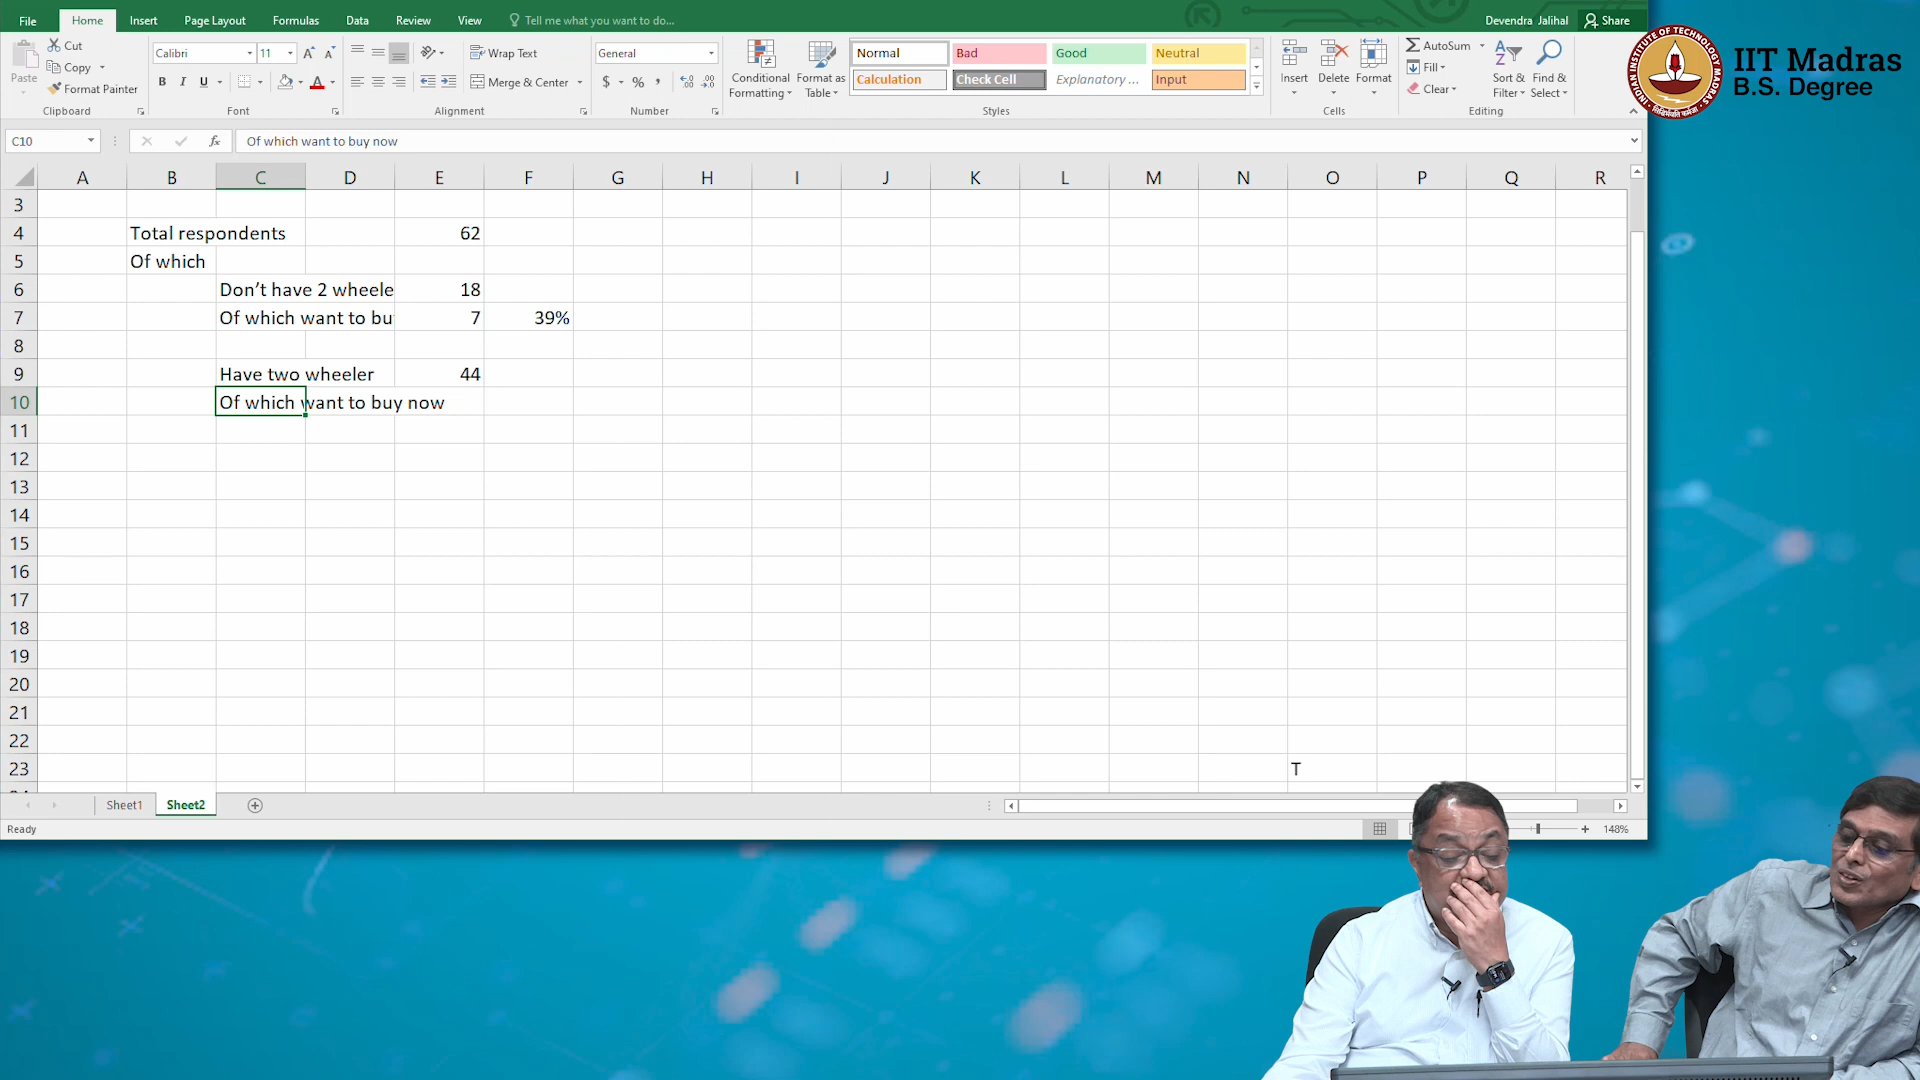 File Home Insert Page Layout Formulas Data Review View Tell me what you want to do... Devendra Jalihal Share
Paste Cut Copy Format Painter Clipboard
Calibri 11 A A B I U A Font
Wrap Text Merge & Center Alignment
General $ % , Number
Conditional Formatting Format as Table
Normal Bad Good Neutral
Calculation Check Cell Explanatory ... Input
Styles
Insert Delete Format Cells
AutoSum Fill Clear Sort & Filter Find & Select Editing
IIT Madras
B.S. Degree
INDIAN INSTITUTE OF TECHNOLOGY MADRAS
C10 fx Of which want to buy now
A B C D E F G H I J K L M N O P Q R
3
4 Total respondents 62
5 Of which
6 Don’t have 2 wheele 18
7 Of which want to bu 7 39%
8
9 Have two wheeler 44
10 Of which want to buy now
11
12
13
14
15
16
17
18
19
20
21
22
23 T
Sheet1 Sheet2
Ready 148%